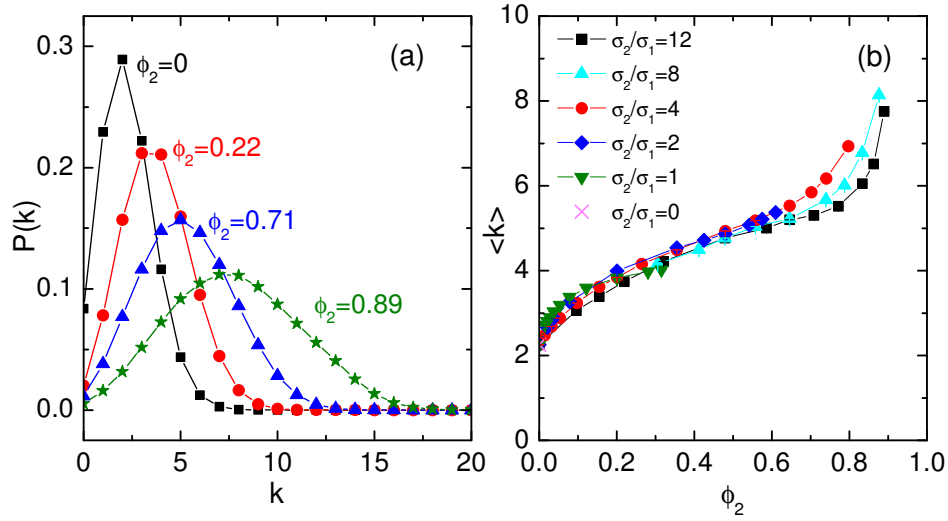 (a)
ϕ₂=0
ϕ₂=0.22
ϕ₂=0.71
ϕ₂=0.89
P(k)
0.3
0.2
0.1
0.0
0 5 10 15 20
k
(b)
σ₂/σ₁=12
σ₂/σ₁=8
σ₂/σ₁=4
σ₂/σ₁=2
σ₂/σ₁=1
σ₂/σ₁=0
<k>
10
8
6
4
2
0
0.0 0.2 0.4 0.6 0.8 1.0
ϕ₂